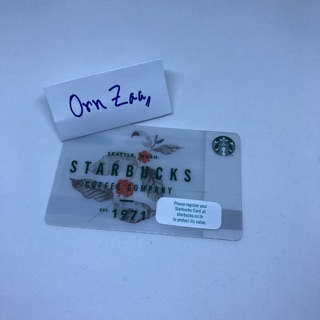 Orn Zaa,,
SEATTLE, WASH.
STARBUCKS
COFFEE COMPANY
est. 1971
Please register your
Starbucks Card at
starbucks.co.th
to protect its value